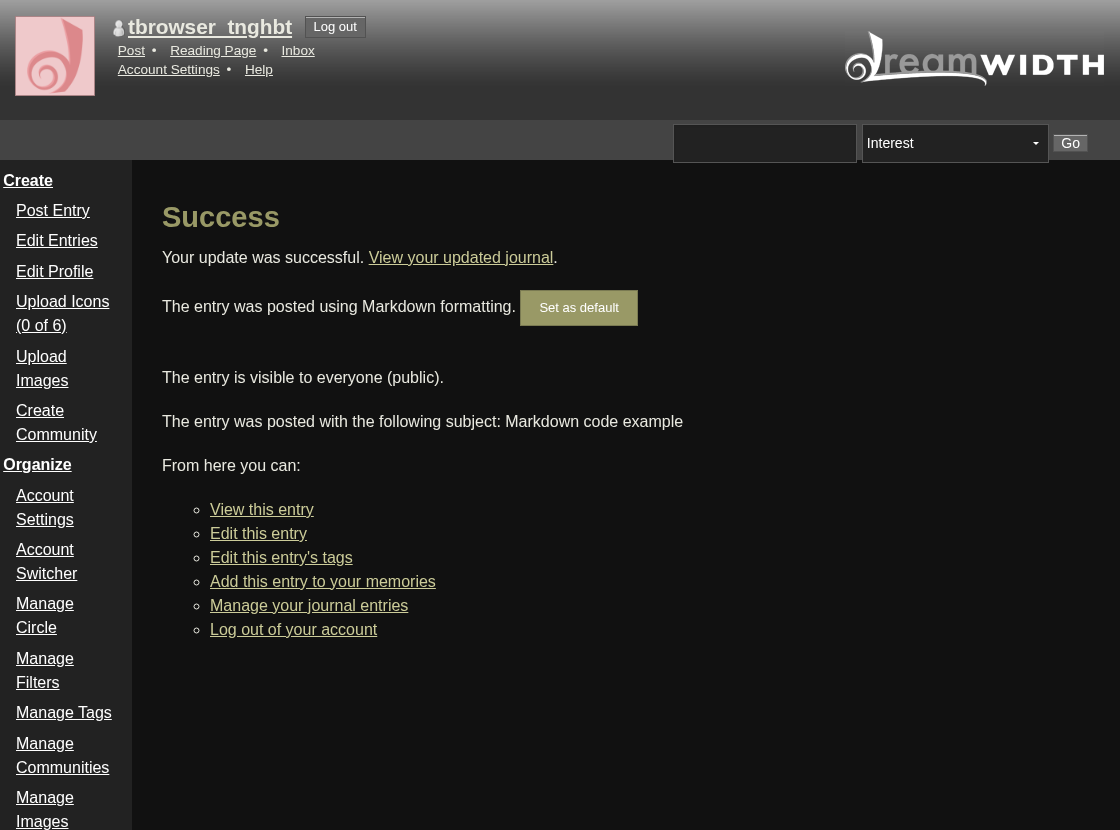 tbrowser_tnghbt Log out
Post • Reading Page • Inbox
Account Settings • Help
dreamwidth
Interest Go
Create
Post Entry
Edit Entries
Edit Profile
Upload Icons
(0 of 6)
Upload
Images
Create
Community
Organize
Account
Settings
Account
Switcher
Manage
Circle
Manage
Filters
Manage Tags
Manage
Communities
Manage
Images
Success
Your update was successful. View your updated journal.
The entry was posted using Markdown formatting. Set as default
The entry is visible to everyone (public).
The entry was posted with the following subject: Markdown code example
From here you can:
View this entry
Edit this entry
Edit this entry's tags
Add this entry to your memories
Manage your journal entries
Log out of your account